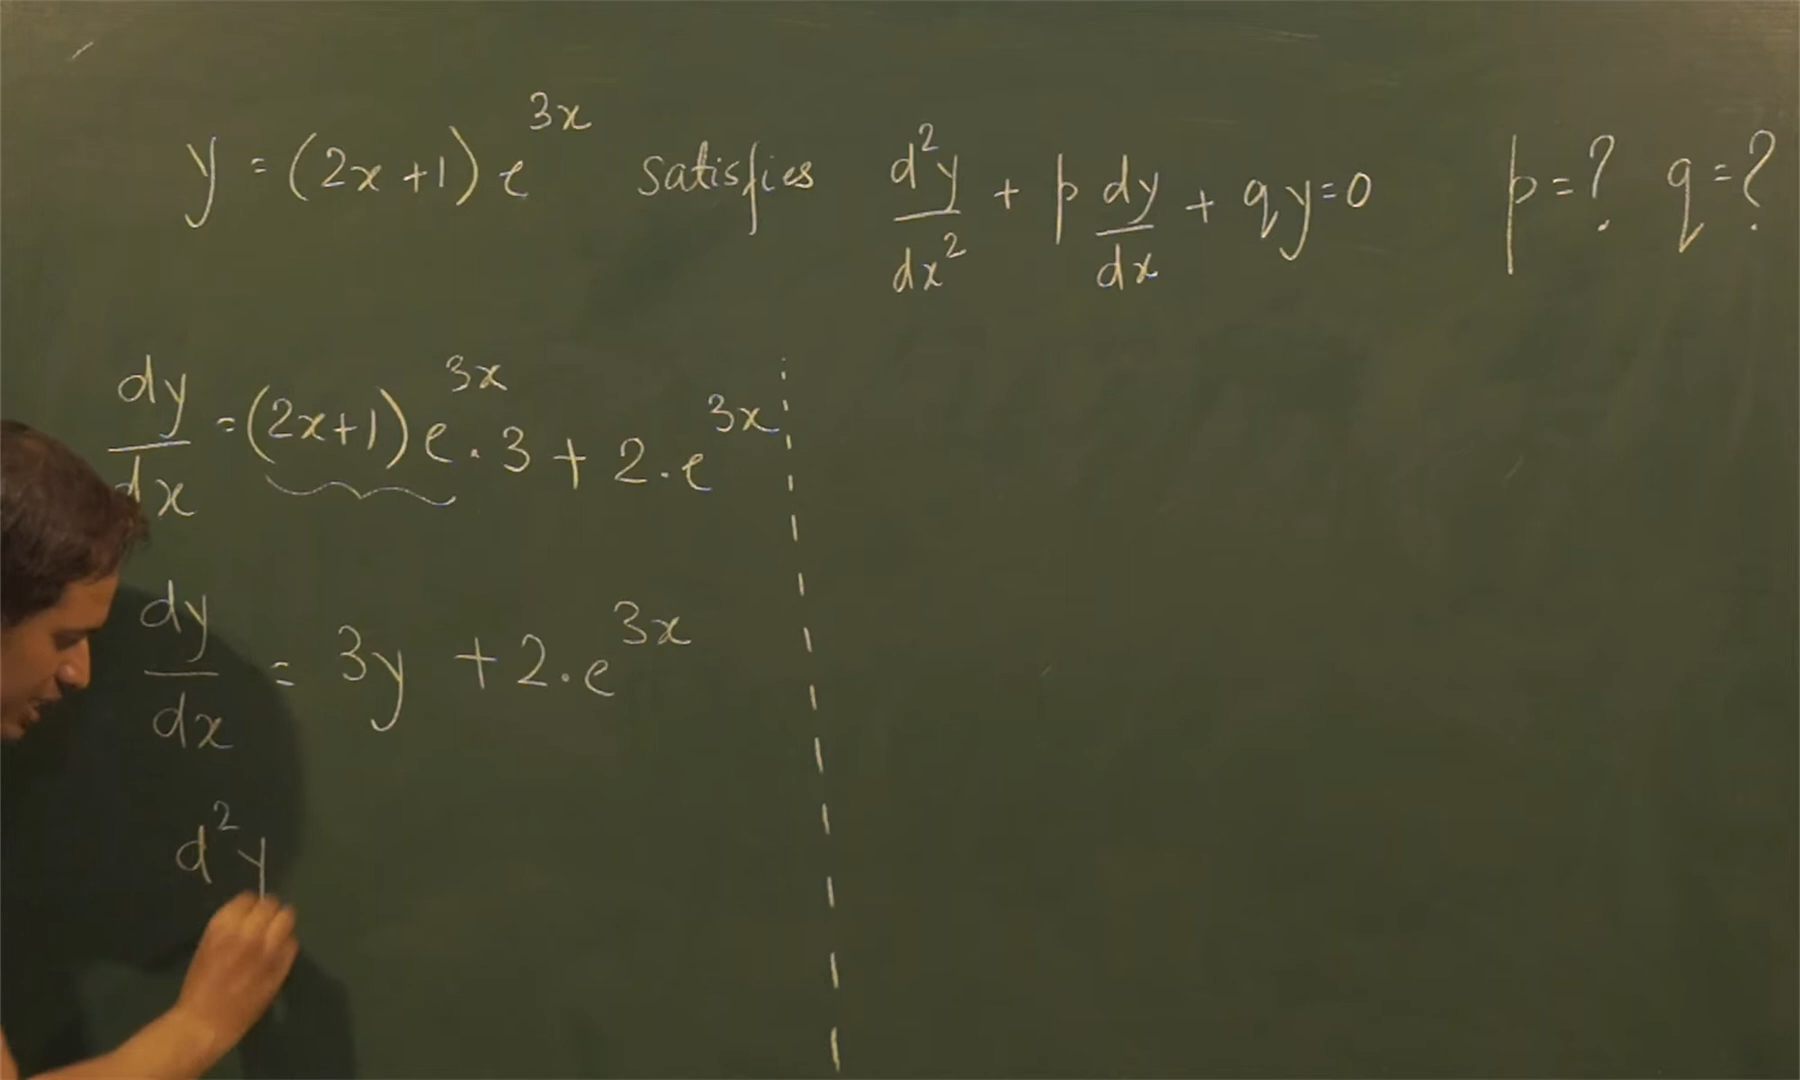 y = (2x+1) e^{3x} satisfies d²y/dx² + p dy/dx + qy = 0 p = ? q = ?
dy/dx = (2x+1) e^{3x} . 3 + 2 . e^{3x}
dy/dx = 3y + 2 . e^{3x}
d²y